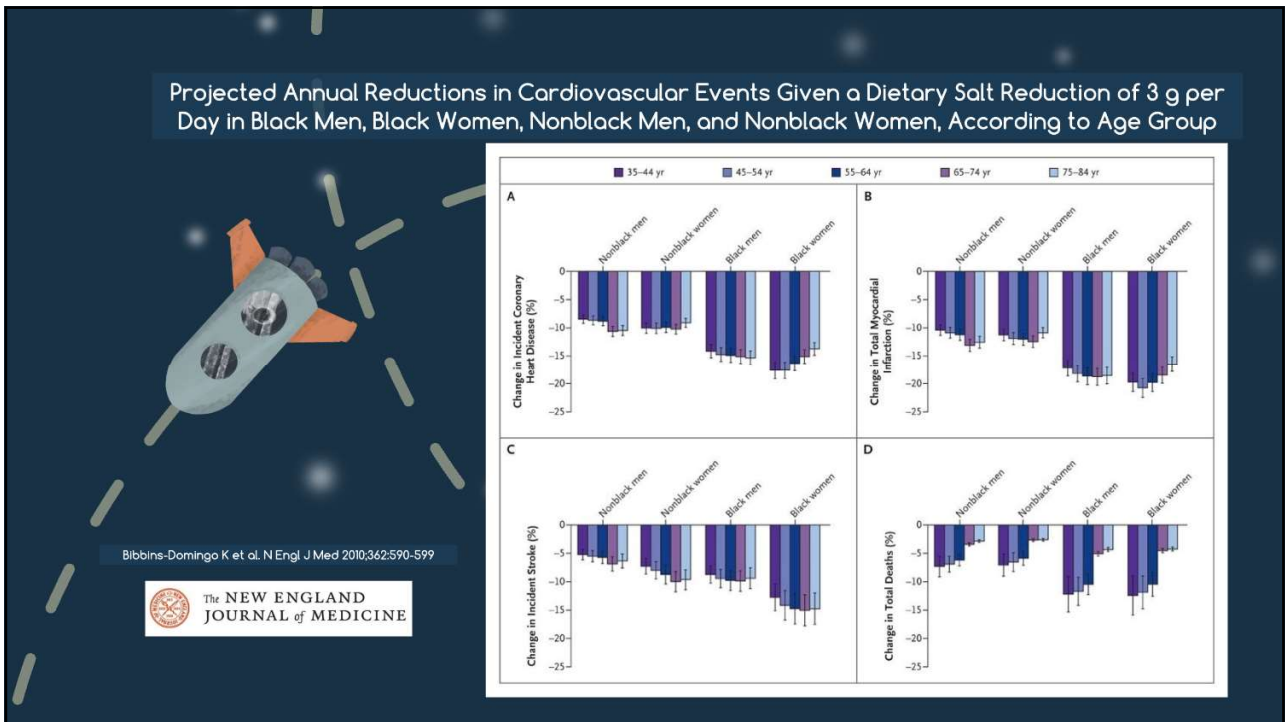 Projected Annual Reductions in Cardiovascular Events Given a Dietary Salt Reduction of 3 g per
Day in Black Men, Black Women, Nonblack Men, and Nonblack Women, According to Age Group
35–44 yr 45–54 yr 55–64 yr 65–74 yr 75–84 yr
A
Nonblack men Nonblack women Black men Black women
Change in Incident Coronary
Heart Disease (%)
0
−5
−10
−15
−20
−25
B
Nonblack men Nonblack women Black men Black women
Change in Total Myocardial
Infarction (%)
0
−5
−10
−15
−20
−25
C
Nonblack men Nonblack women Black men Black women
Change in Incident Stroke (%)
0
−5
−10
−15
−20
−25
D
Nonblack men Nonblack women Black men Black women
Change in Total Deaths (%)
0
−5
−10
−15
−20
−25
Bibbins-Domingo K et al. N Engl J Med 2010;362:590-599
The NEW ENGLAND
JOURNAL of MEDICINE